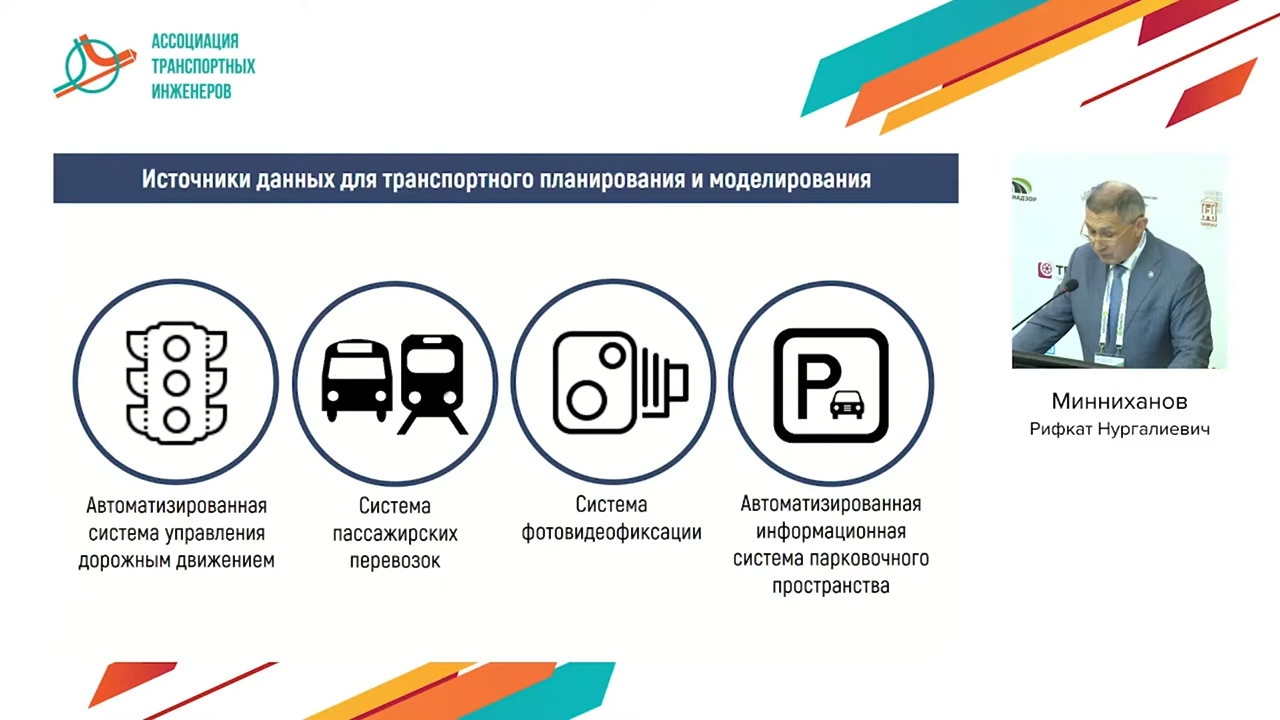 АССОЦИАЦИЯ
ТРАНСПОРТНЫХ
ИНЖЕНЕРОВ
Источники данных для транспортного планирования и моделирования
НАДЗОР
P
Автоматизированная
система управления
дорожным движением
Система
пассажирских
перевозок
Система
фотовидеофиксации
Автоматизированная
информационная
система парковочного
пространства
Минниханов
Рифкат Нургалиевич